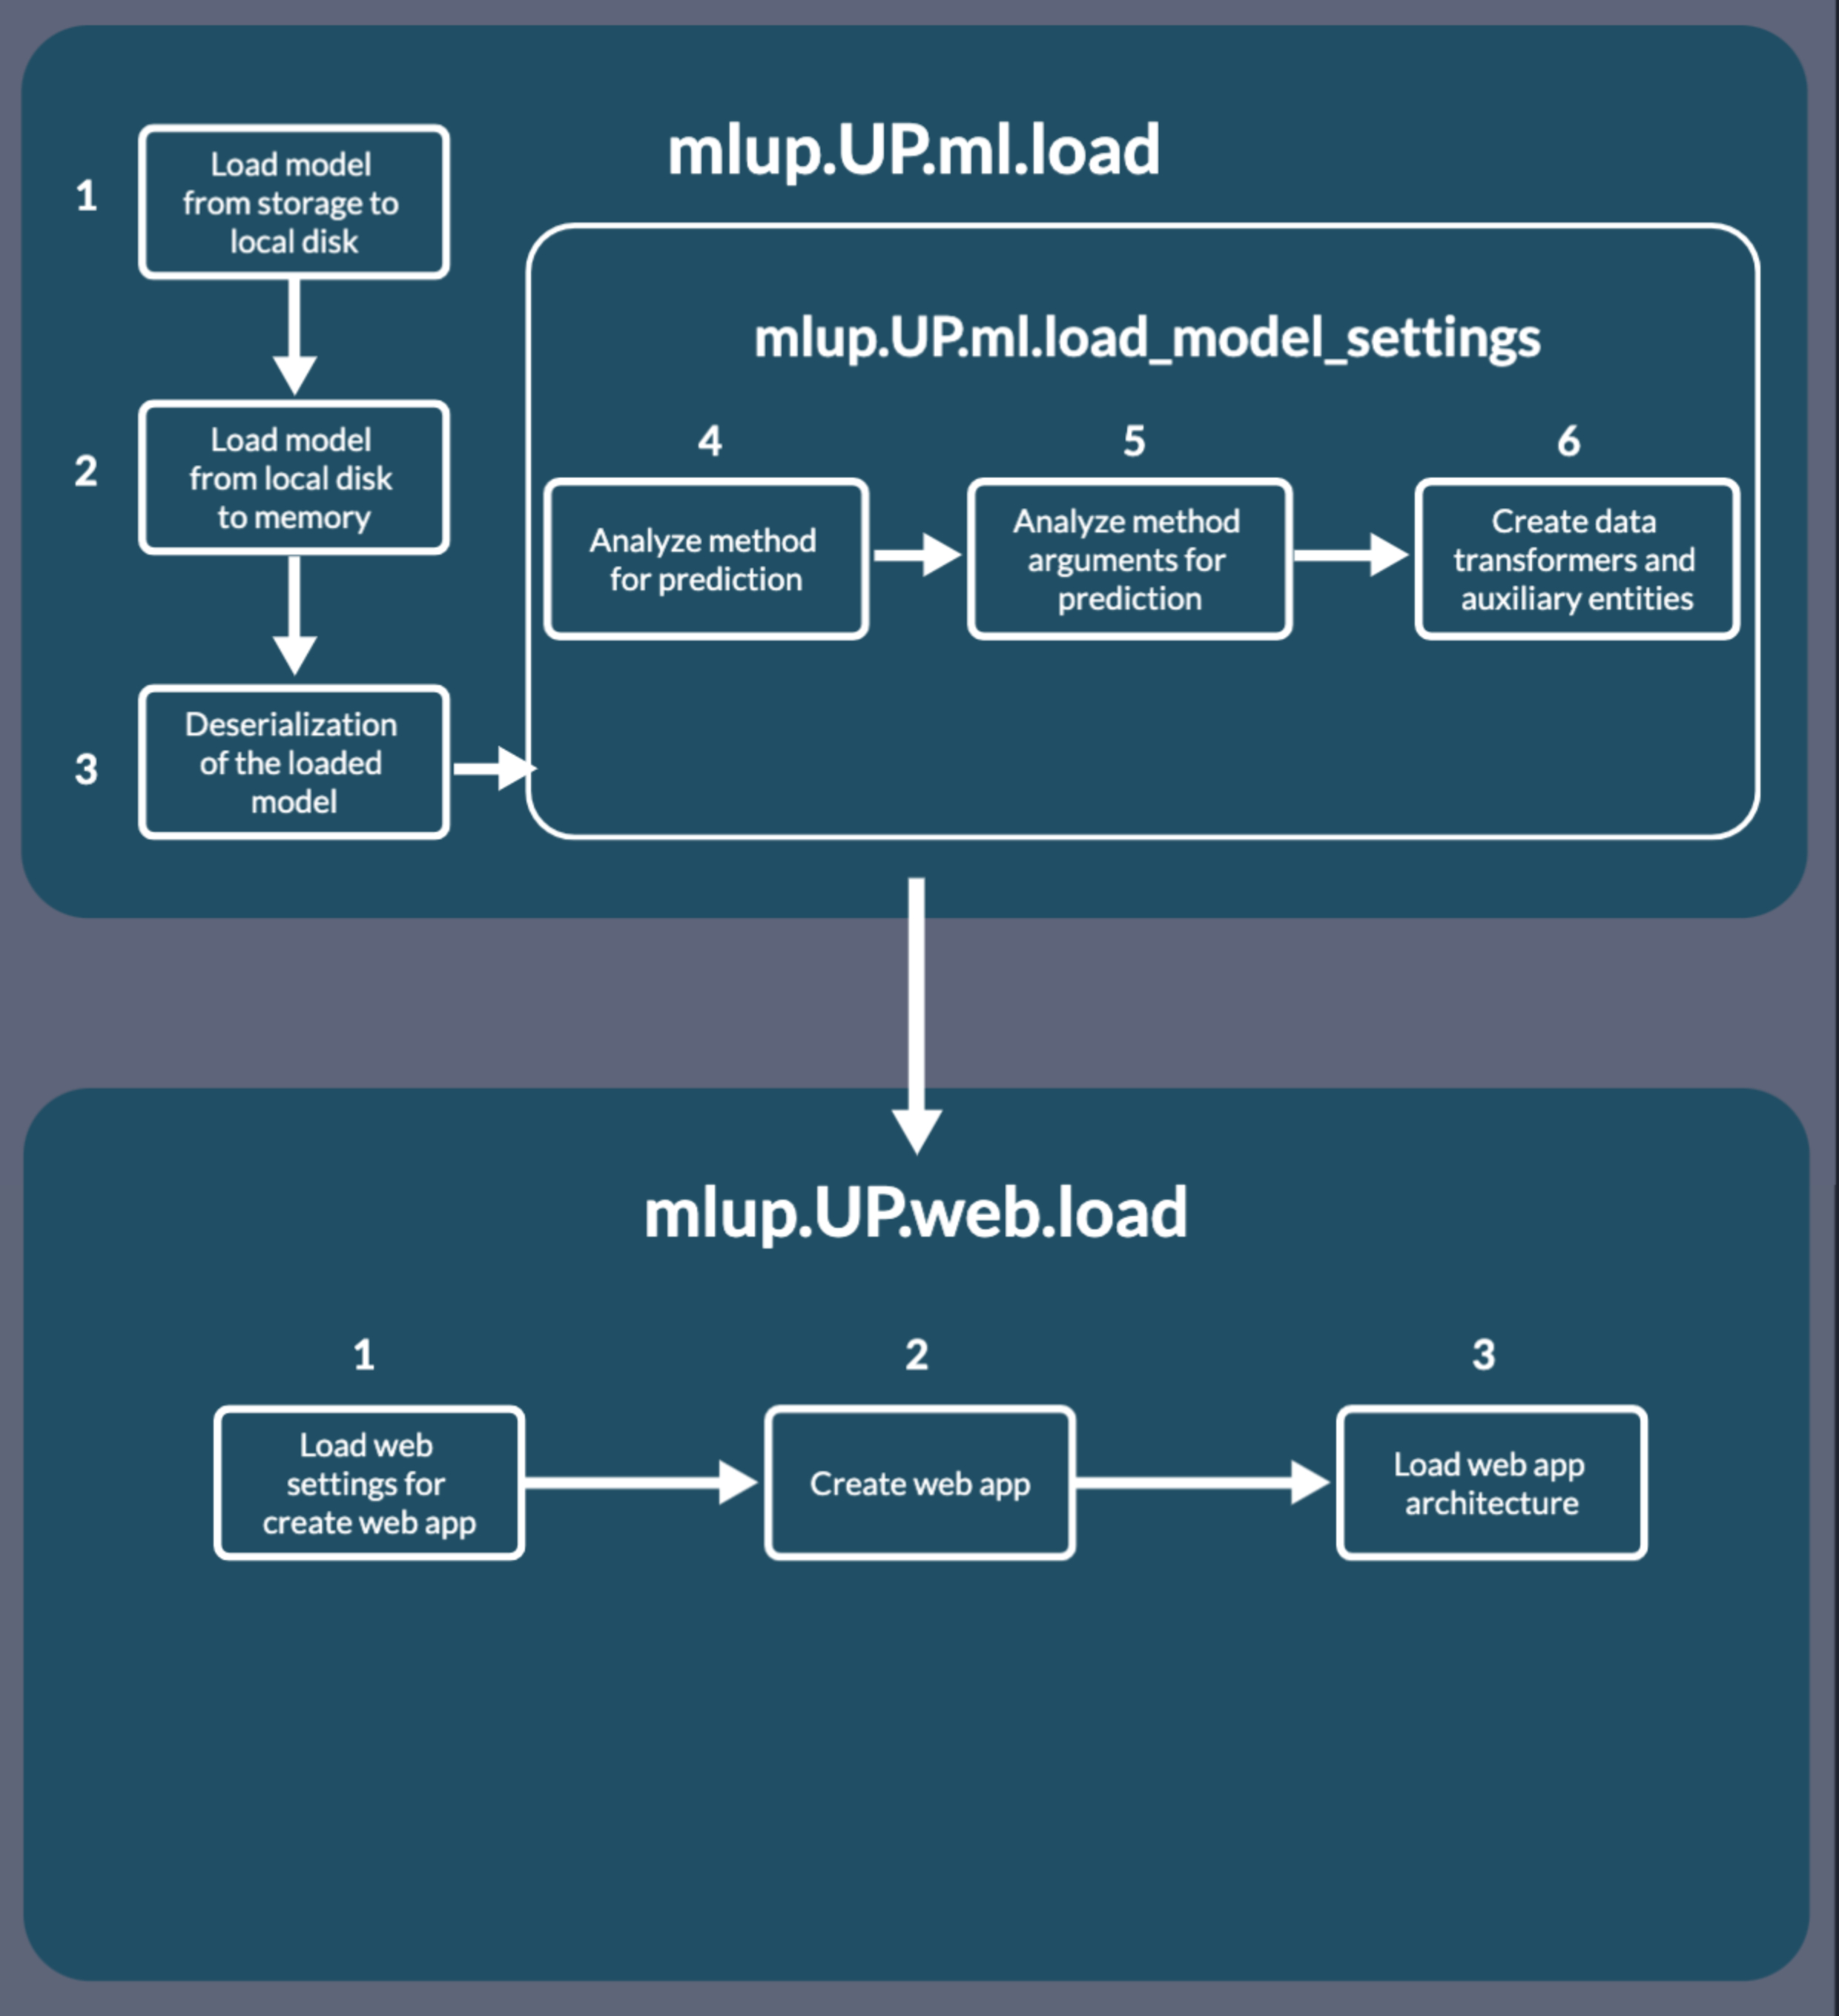 mlup.UP.ml.load
1
Load model
from storage to
local disk
2
Load model
from local disk
to memory
3
Deserialization
of the loaded
model
mlup.UP.ml.load_model_settings
4
Analyze method
for prediction
5
Analyze method
arguments for
prediction
6
Create data
transformers and
auxiliary entities
mlup.UP.web.load
1
Load web
settings for
create web app
2
Create web app
3
Load web app
architecture